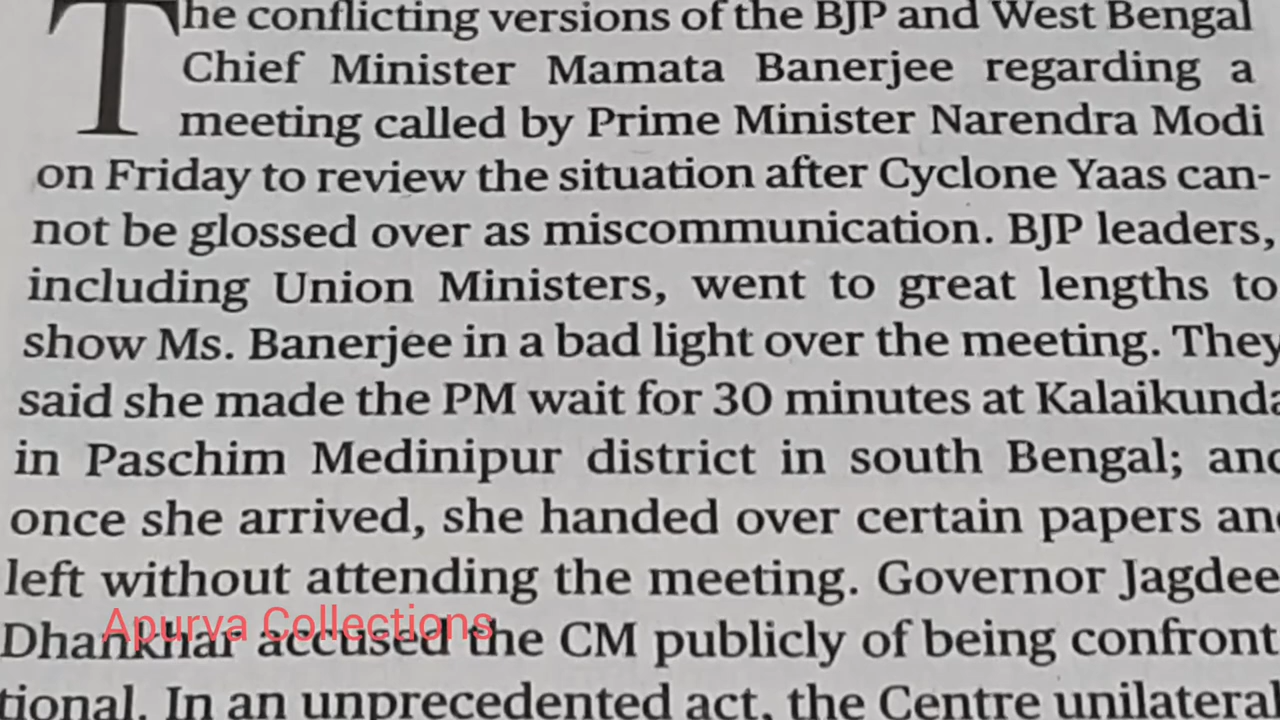 The conflicting versions of the BJP and West Bengal
Chief Minister Mamata Banerjee regarding a
meeting called by Prime Minister Narendra Modi
on Friday to review the situation after Cyclone Yaas can-
not be glossed over as miscommunication. BJP leaders,
including Union Ministers, went to great lengths to
show Ms. Banerjee in a bad light over the meeting. They
said she made the PM wait for 30 minutes at Kalaikunda
in Paschim Medinipur district in south Bengal; and
once she arrived, she handed over certain papers and
left without attending the meeting. Governor Jagdee
Apurva Collections
Dhankhar accused the CM publicly of being confront
tional. In an unprecedented act, the Centre unilateral